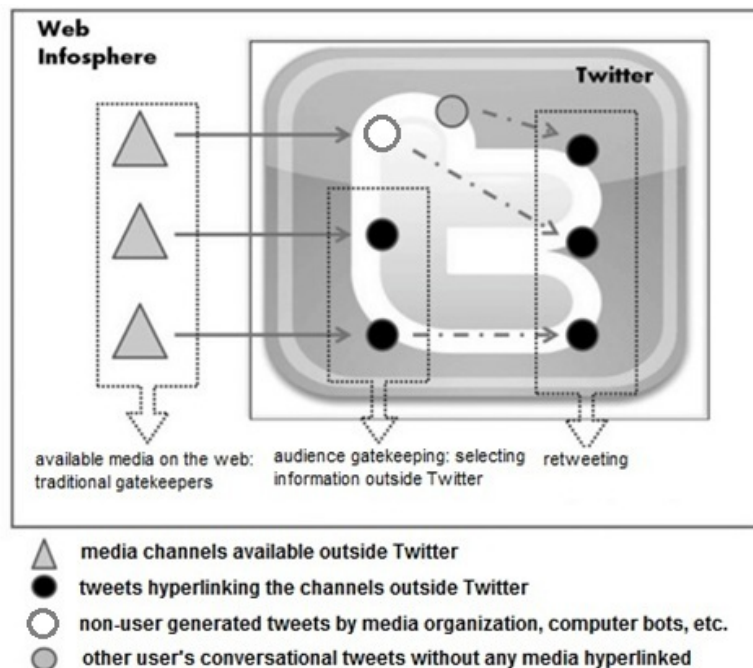 Web
Infosphere
Twitter
available media on the web:
traditional gatekeepers
audience gatekeeping: selecting
information outside Twitter
retweeting
media channels available outside Twitter
tweets hyperlinking the channels outside Twitter
non-user generated tweets by media organization, computer bots, etc.
other user's conversational tweets without any media hyperlinked